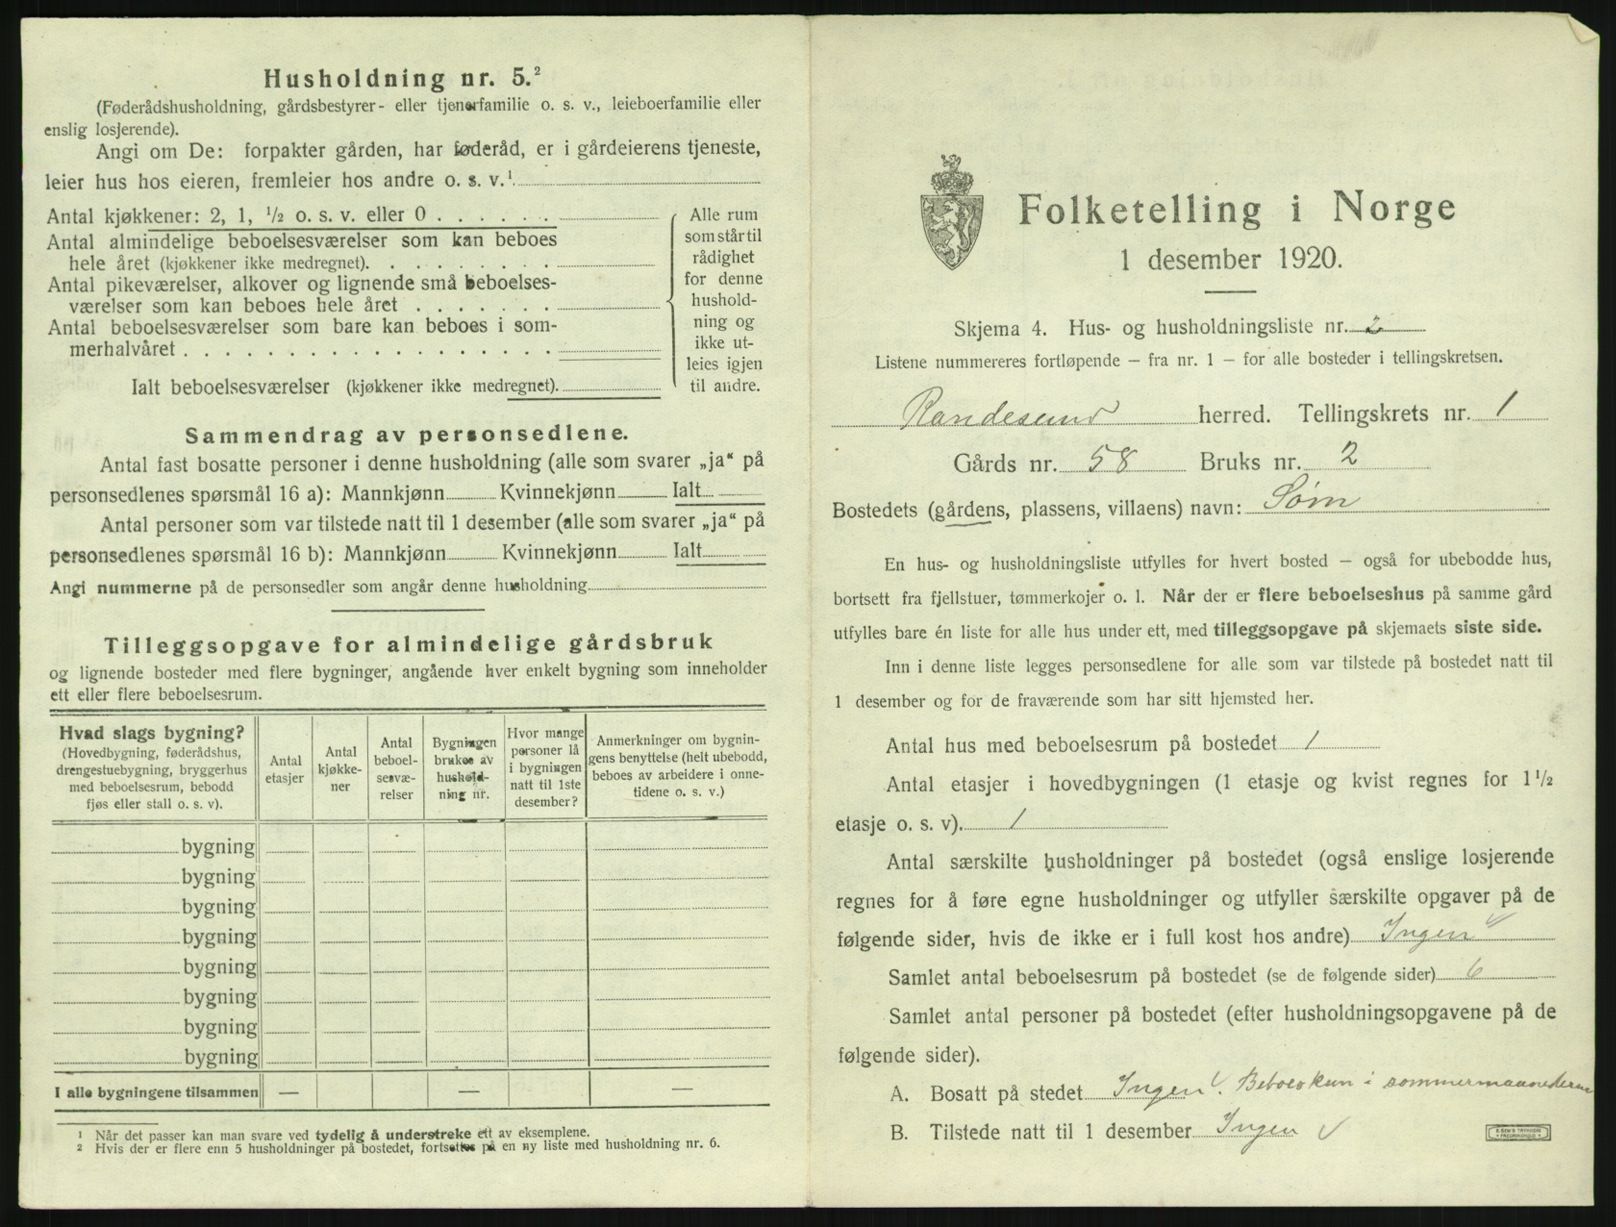 Husholdning nr. 5.²
(Føderådshusholdning, gårdsbestyrer- eller tjenerfamilie o. s. v., leieboerfamilie eller
enslig losjerende).
Angi om De: forpakter gården, har føderåd, er i gårdeierens tjeneste,
leier hus hos eieren, fremleier hos andre o. s. v.¹
Antal kjøkkener: 2, 1, ¹/₂ o. s. v. eller 0 . . . . . .
Antal almindelige beboelsesværelser som kan beboes
hele året (kjøkkener ikke medregnet). . . . . . . . .
Antal pikeværelser, alkover og lignende små beboelses-
værelser som kan beboes hele året . . . . . . .
Antal beboelsesværelser som bare kan beboes i som-
merhalvåret . . . . . . . . . . . . . . . . . .
Ialt beboelsesværelser (kjøkkener ikke medregnet).
Alle rum
som står til
rådighet
for denne
hushold-
ning og
ikke ut-
leies igjen
til andre.
Sammendrag av personsedlene.
Antal fast bosatte personer i denne husholdning (alle som svarer „ja“ på
personsedlenes spørsmål 16 a): Mannkjønn Kvinnekjønn Ialt
Antal personer som var tilstede natt til 1 desember (alle som svarer „ja“ på
personsedlenes spørsmål 16 b): Mannkjønn Kvinnekjønn Ialt
Angi nummerne på de personsedler som angår denne husholdning
Tilleggsopgave for almindelige gårdsbruk
og lignende bosteder med flere bygninger, angående hver enkelt bygning som inneholder
ett eller flere beboelsesrum.
Hvad slags bygning?
(Hovedbygning, føderådshus,
drengestuebygning, bryggerhus
med beboelsesrum, bebodd
fjøs eller stall o. s. v).
Antal
etasjer
Antal
kjøkke-
ner
Antal
beboel-
sesvæ-
relser
Bygningen
brukes av
hushold-
ning nr.
Hvor mange
personer lå
i bygningen
natt til 1ste
desember?
Anmerkninger om bygnin-
gens benyttelse (helt ubebodd,
beboes av arbeidere i onne-
tidene o. s. v.)
bygning
bygning
bygning
bygning
bygning
bygning
bygning
bygning
I alle bygningene tilsammen — — —
¹ Når det passer kan man svare ved tydelig å understreke ett av eksemplene.
² Hvis der er flere enn 5 husholdninger på bostedet, fortsettes på en ny liste med husholdning nr. 6.
Folketelling i Norge
1 desember 1920.
Skjema 4. Hus- og husholdningsliste nr. 2
Listene nummereres fortløpende – fra nr. 1 – for alle bosteder i tellingskretsen.
Randesund herred. Tellingskrets nr. 1
Gårds nr. 58 Bruks nr. 2
Bostedets (gårdens, plassens, villaens) navn: Søm
En hus- og husholdningsliste utfylles for hvert bosted – også for ubebodde hus,
bortsett fra fjellstuer, tømmerkojer o. l. Når der er flere beboelseshus på samme gård
utfylles bare én liste for alle hus under ett, med tilleggsopgave på skjemaets siste side.
Inn i denne liste legges personsedlene for alle som var tilstede på bostedet natt til
1 desember og for de fraværende som har sitt hjemsted her.
Antal hus med beboelsesrum på bostedet 1
Antal etasjer i hovedbygningen (1 etasje og kvist regnes for 1¹/₂
etasje o. s. v). 1
Antal særskilte husholdninger på bostedet (også enslige losjerende
regnes for å føre egne husholdninger og utfyller særskilte opgaver på de
følgende sider, hvis de ikke er i full kost hos andre) Ingen
Samlet antal beboelsesrum på bostedet (se de følgende sider) 6
Samlet antal personer på bostedet (efter husholdningsopgavene på de
følgende sider).
A. Bosatt på stedet Ingen. Beboes kun i sommermaanederne
B. Tilstede natt til 1 desember Ingen